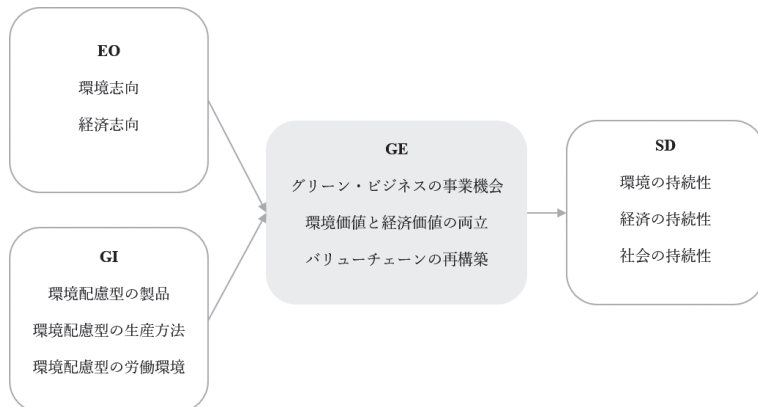 EO
環境志向
経済志向
GI
環境配慮型の製品
環境配慮型の生産方法
環境配慮型の労働環境
GE
グリーン・ビジネスの事業機会
環境価値と経済価値の両立
バリューチェーンの再構築
SD
環境の持続性
経済の持続性
社会の持続性